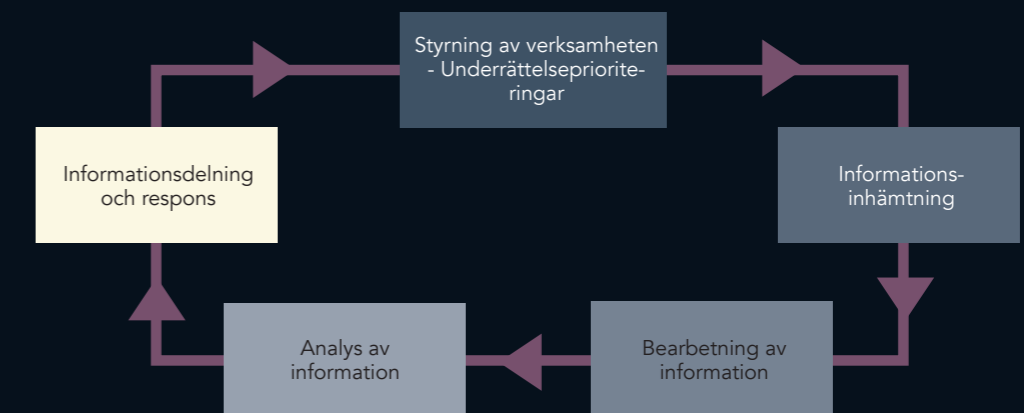 Styrning av verksamheten
- Underrättelsepriorite-
ringar
Informationsdelning
och respons
Informations-
inhämtning
Analys av
information
Bearbetning av
information